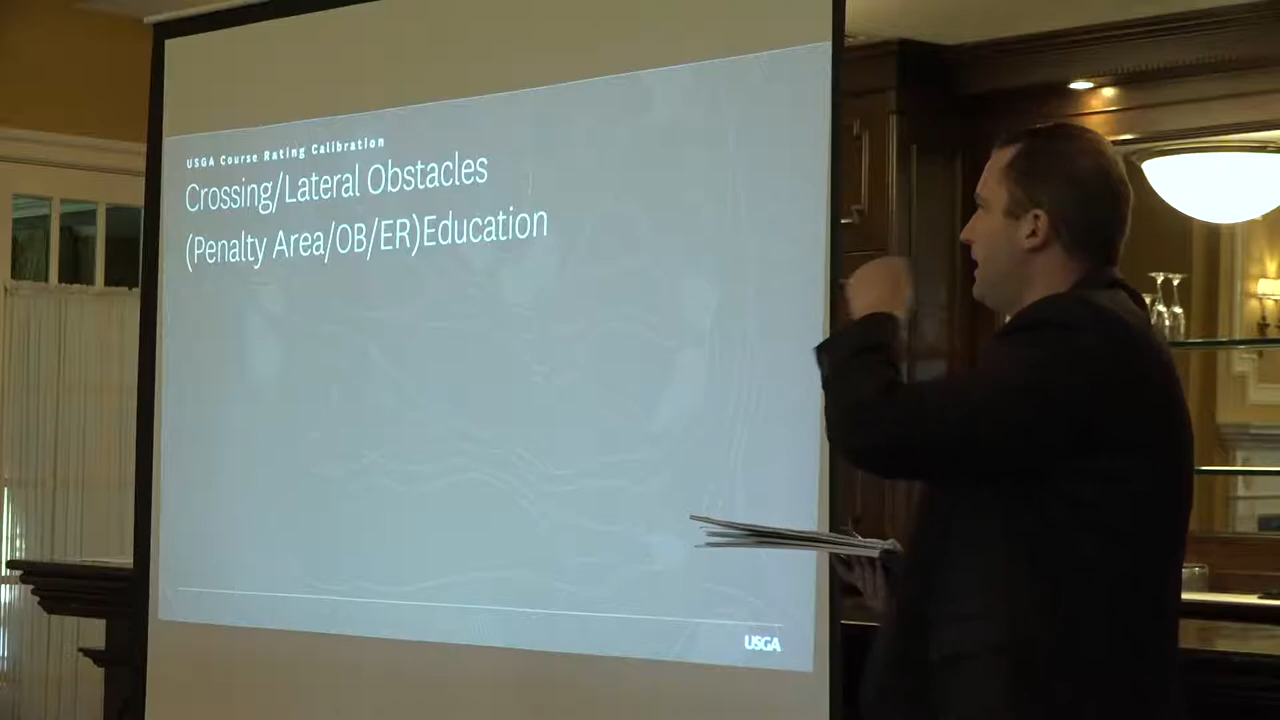 USGA Course Rating Calibration
Crossing/Lateral Obstacles
(Penalty Area/OB/ER)Education
USGA